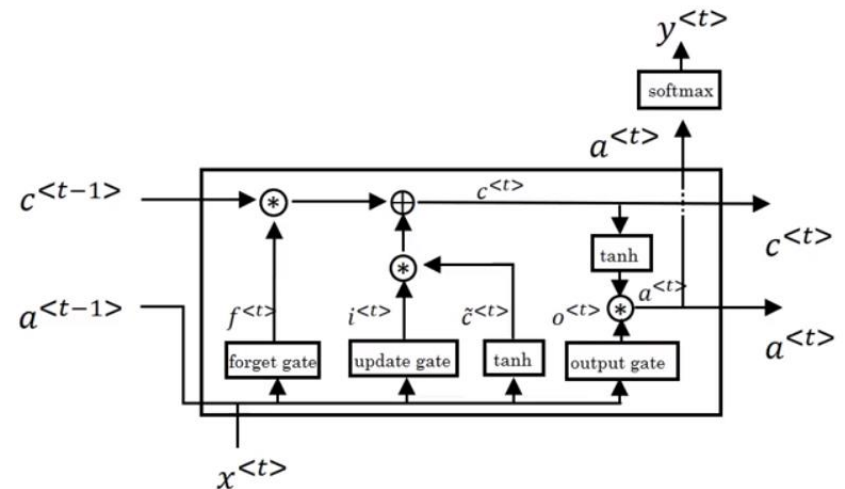 y<t>
softmax
a<t>
c<t-1>
c<t>
c<t>
tanh
a<t-1>
f<t>
i<t>
c̃<t>
o<t>
a<t>
a<t>
forget gate
update gate
tanh
output gate
x<t>